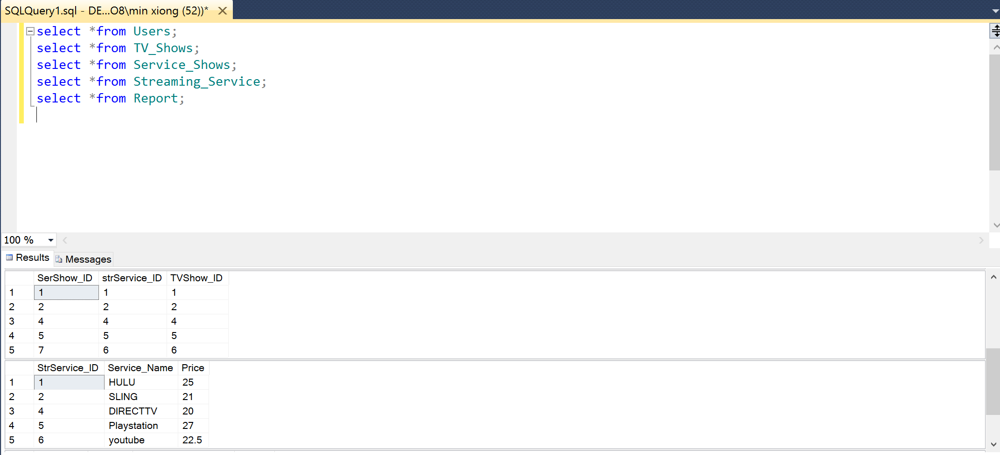 SQLQuery1.sql - DE...O8\min xiong (52))*
select *from Users;
select *from TV_Shows;
select *from Service_Shows;
select *from Streaming_Service;
select *from Report;
100 %
Results Messages
SerShow_ID strService_ID TVShow_ID
1 1 1 1
2 2 2 2
3 4 4 4
4 5 5 5
5 7 6 6
StrService_ID Service_Name Price
1 1 HULU 25
2 2 SLING 21
3 4 DIRECTTV 20
4 5 Playstation 27
5 6 youtube 22.5